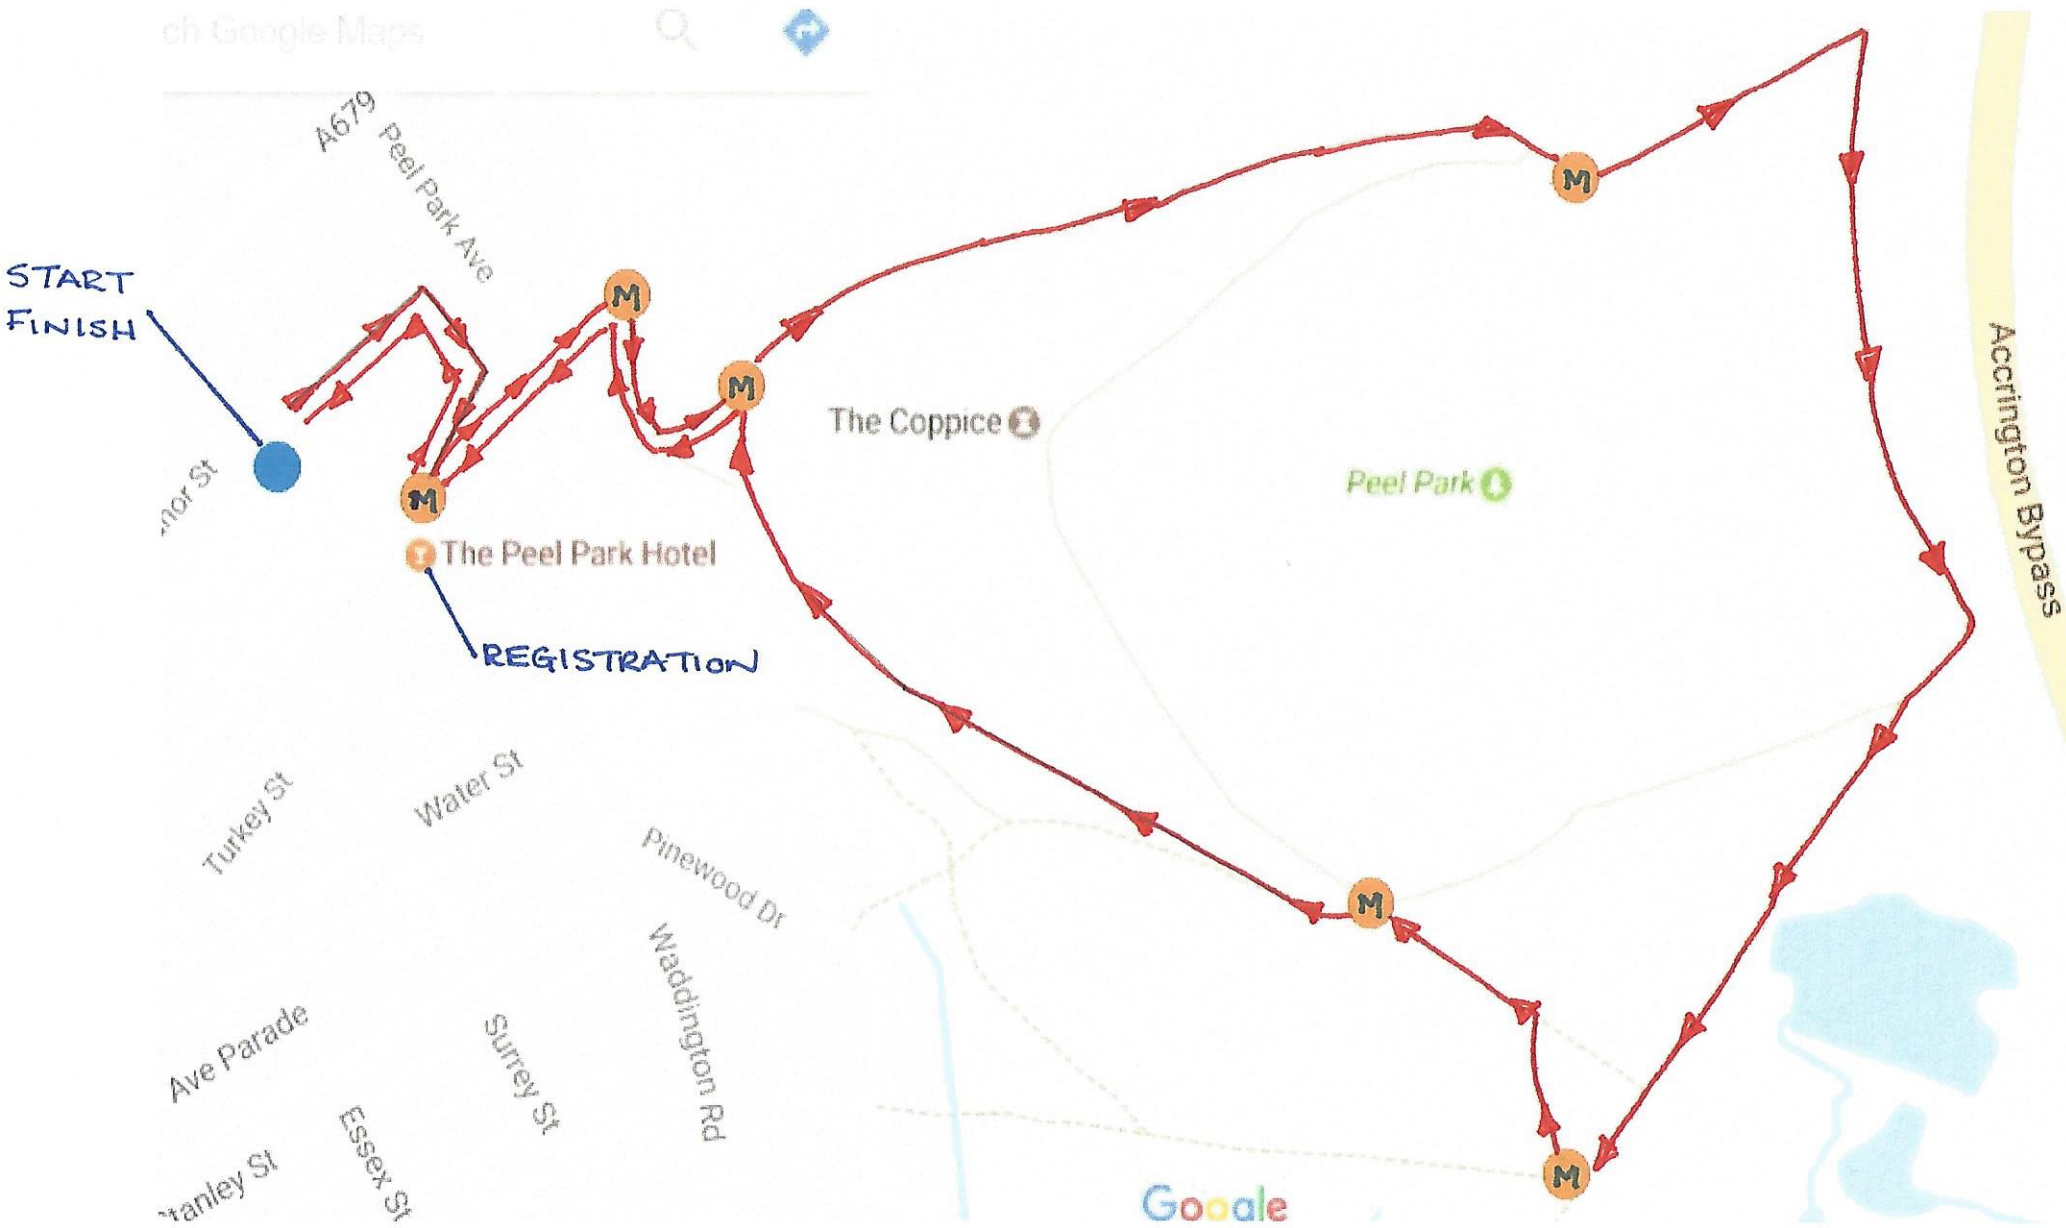 ch Google Maps
A679
Peel Park Ave
START
FINISH
M
M
M
M
The Coppice
Peel Park
Accrington Bypass
nor St
M
The Peel Park Hotel
REGISTRATION
Turkey St
Water St
Pinewood Dr
M
Waddington Rd
Ave Parade
Surrey St
Essex St
tanley St
M
Google